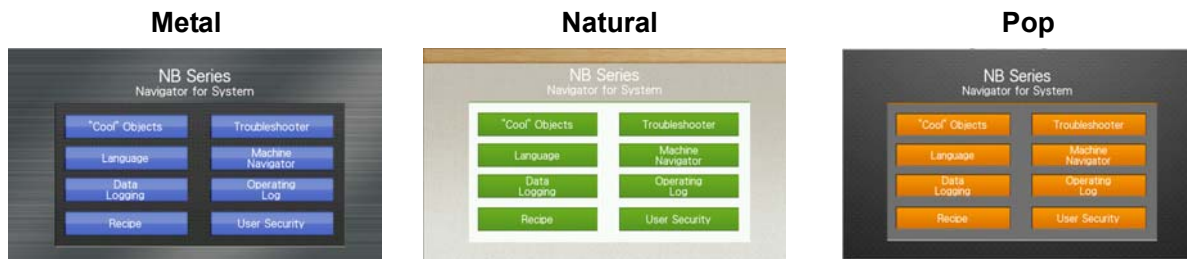 Metal
NB Series
Navigator for System
"Cool" Objects
Troubleshooter
Language
Machine
Navigator
Data
Logging
Operating
Log
Recipe
User Security
Natural
NB Series
Navigator for System
"Cool" Objects
Troubleshooter
Language
Machine
Navigator
Data
Logging
Operating
Log
Recipe
User Security
Pop
NB Series
Navigator for System
"Cool" Objects
Troubleshooter
Language
Machine
Navigator
Data
Logging
Operating
Log
Recipe
User Security